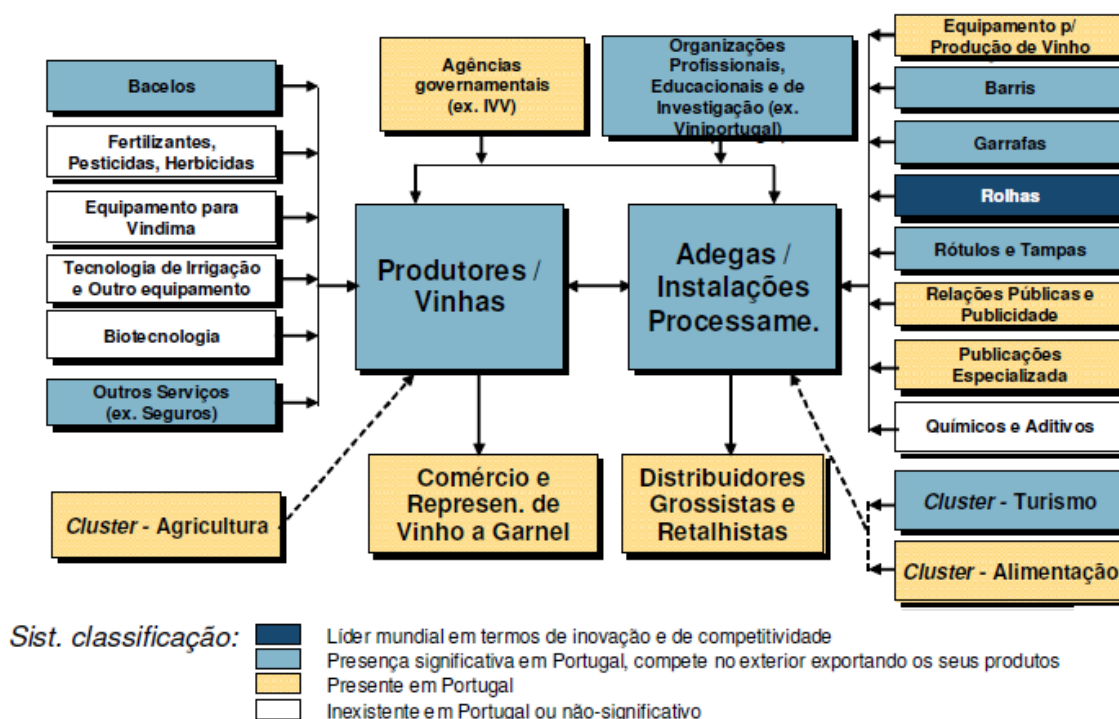 Bacelos
Fertilizantes,
Pesticidas, Herbicidas
Equipamento para
Vindima
Tecnologia de Irrigação
e Outro equipamento
Biotecnologia
Outros Serviços
(ex. Seguros)
Cluster - Agricultura
Agências
governamentais
(ex. IVV)
Organizações
Profissionais,
Educacionais e de
Investigação (ex.
Viniportugal)
Produtores /
Vinhas
Adegas /
Instalações
Processame.
Comércio e
Represen. de
Vinho a Garnel
Distribuidores
Grossistas e
Retalhistas
Equipamento p/
Produção de Vinho
Barris
Garrafas
Rolhas
Rótulos e Tampas
Relações Públicas e
Publicidade
Publicações
Especializada
Químicos e Aditivos
Cluster - Turismo
Cluster - Alimentação
Sist. classificação:
Líder mundial em termos de inovação e de competitividade
Presença significativa em Portugal, compete no exterior exportando os seus produtos
Presente em Portugal
Inexistente em Portugal ou não-significativo